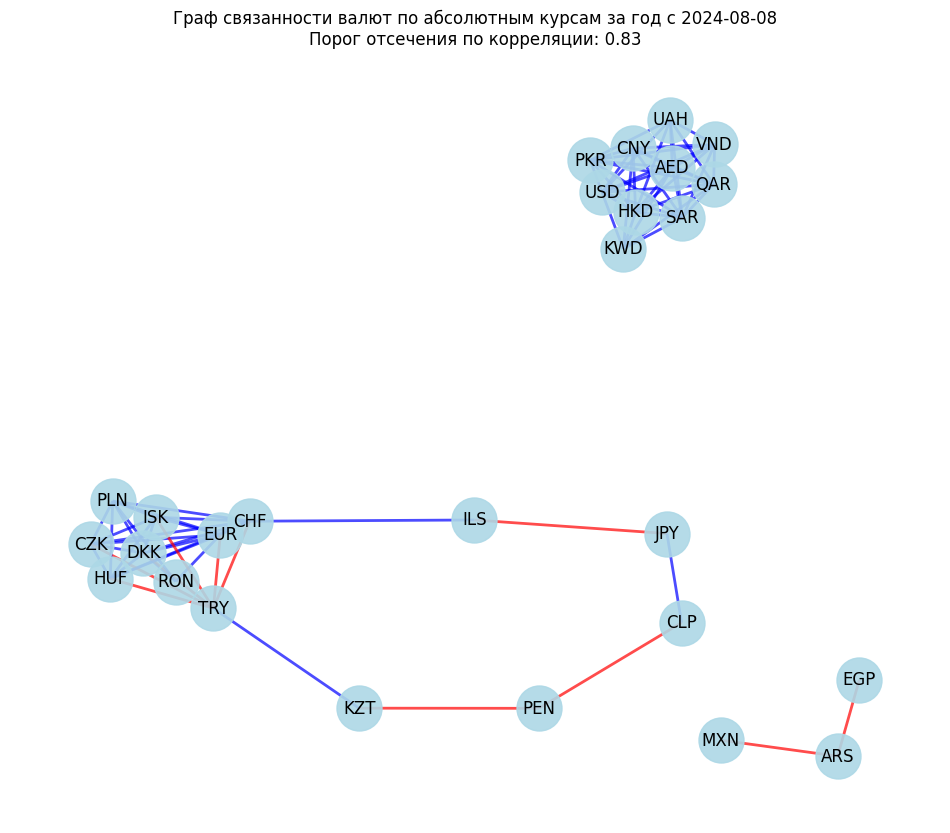 Граф связанности валют по абсолютным курсам за год с 2024-08-08
Порог отсечения по корреляции: 0.83
UAH
VND
CNY
PKR
AED
QAR
USD
HKD
SAR
KWD
PLN
ISK
CHF
ILS
EUR
JPY
CZK
DKK
HUF
RON
TRY
CLP
EGP
KZT
PEN
MXN
ARS